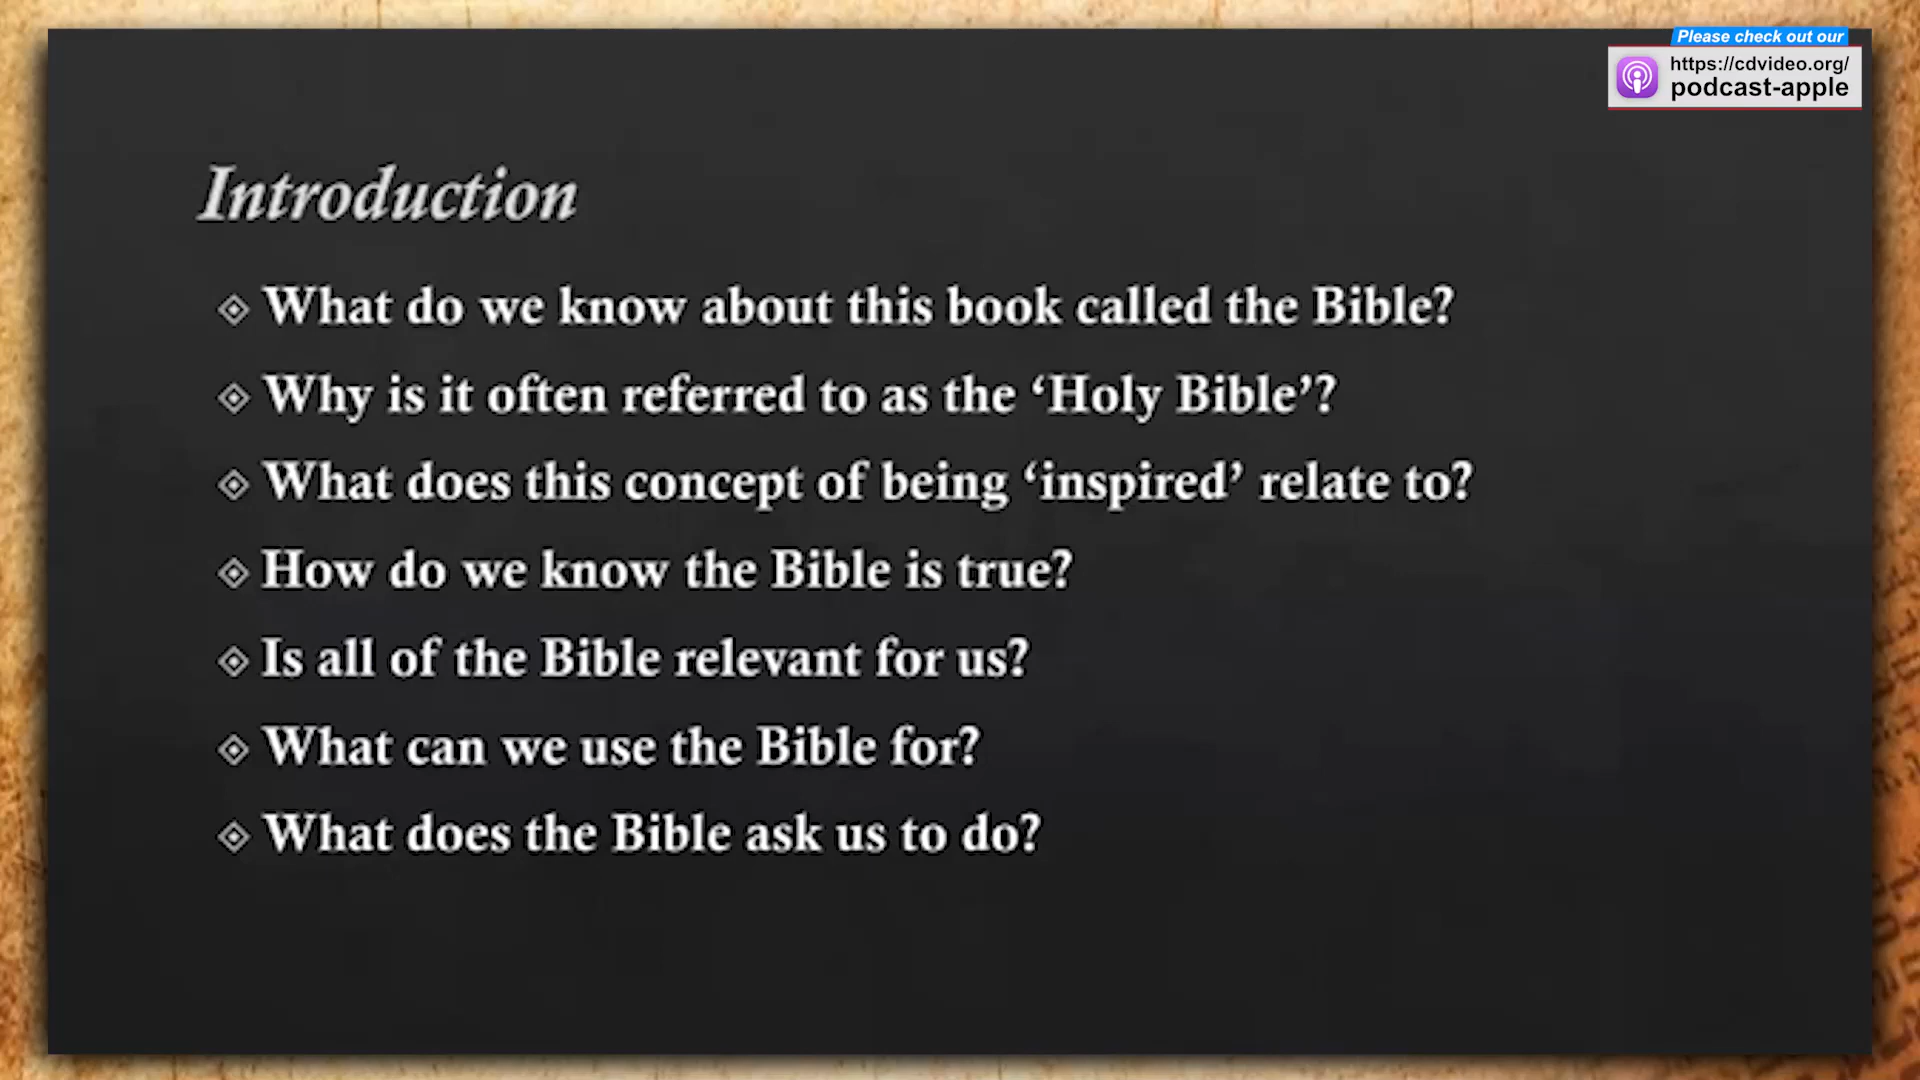 Please check out our
https://cdvideo.org/
podcast-apple
Introduction
What do we know about this book called the Bible?
Why is it often referred to as the ‘Holy Bible’?
What does this concept of being ‘inspired’ relate to?
How do we know the Bible is true?
Is all of the Bible relevant for us?
What can we use the Bible for?
What does the Bible ask us to do?